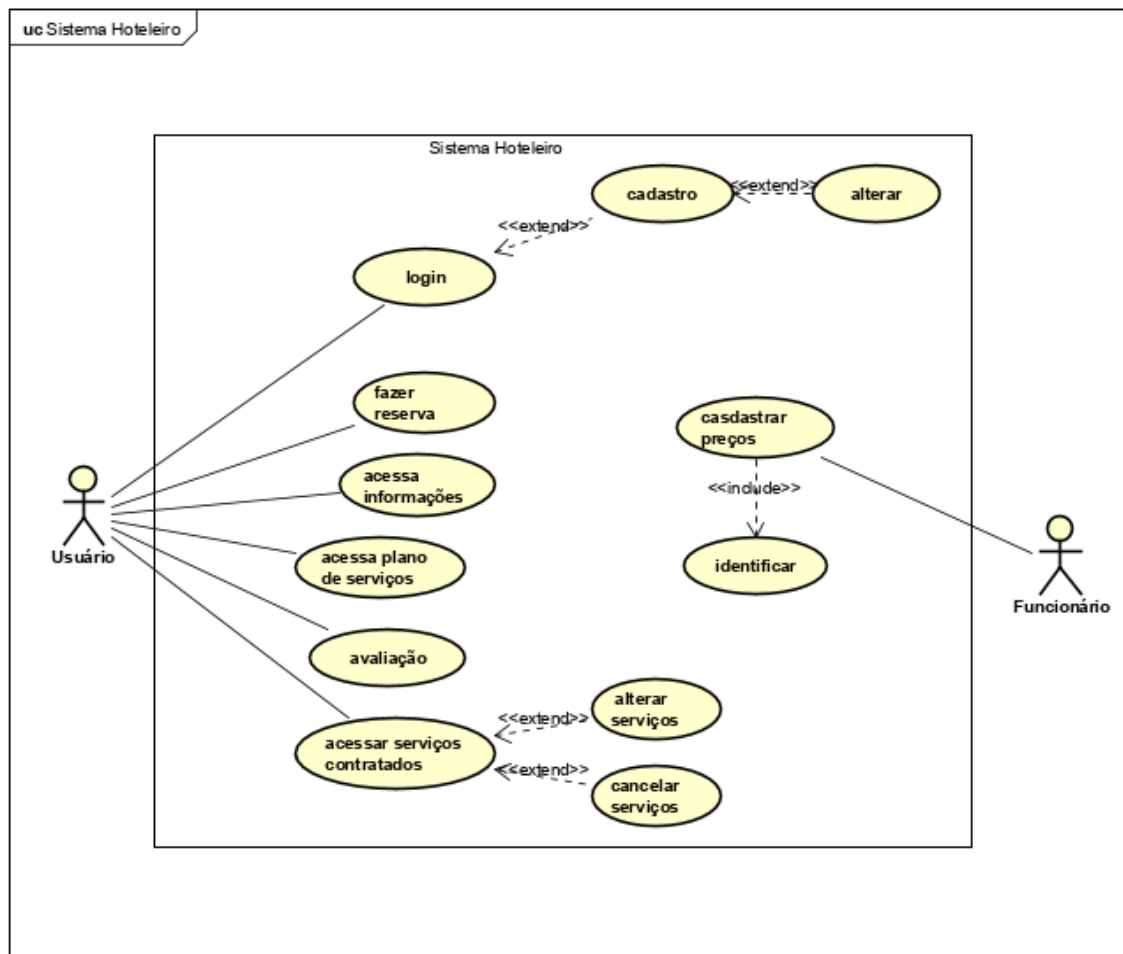 uc Sistema Hoteleiro
Sistema Hoteleiro
cadastro
<<extend>>
alterar
<<extend>>
login
fazer
reserva
casdastrar
preços
acessa
informações
<<include>>
Usuário
acessa plano
de serviços
identificar
Funcionário
avaliação
alterar
serviços
<<extend>>
acessar serviços
contratados
<<extend>>
cancelar
serviços